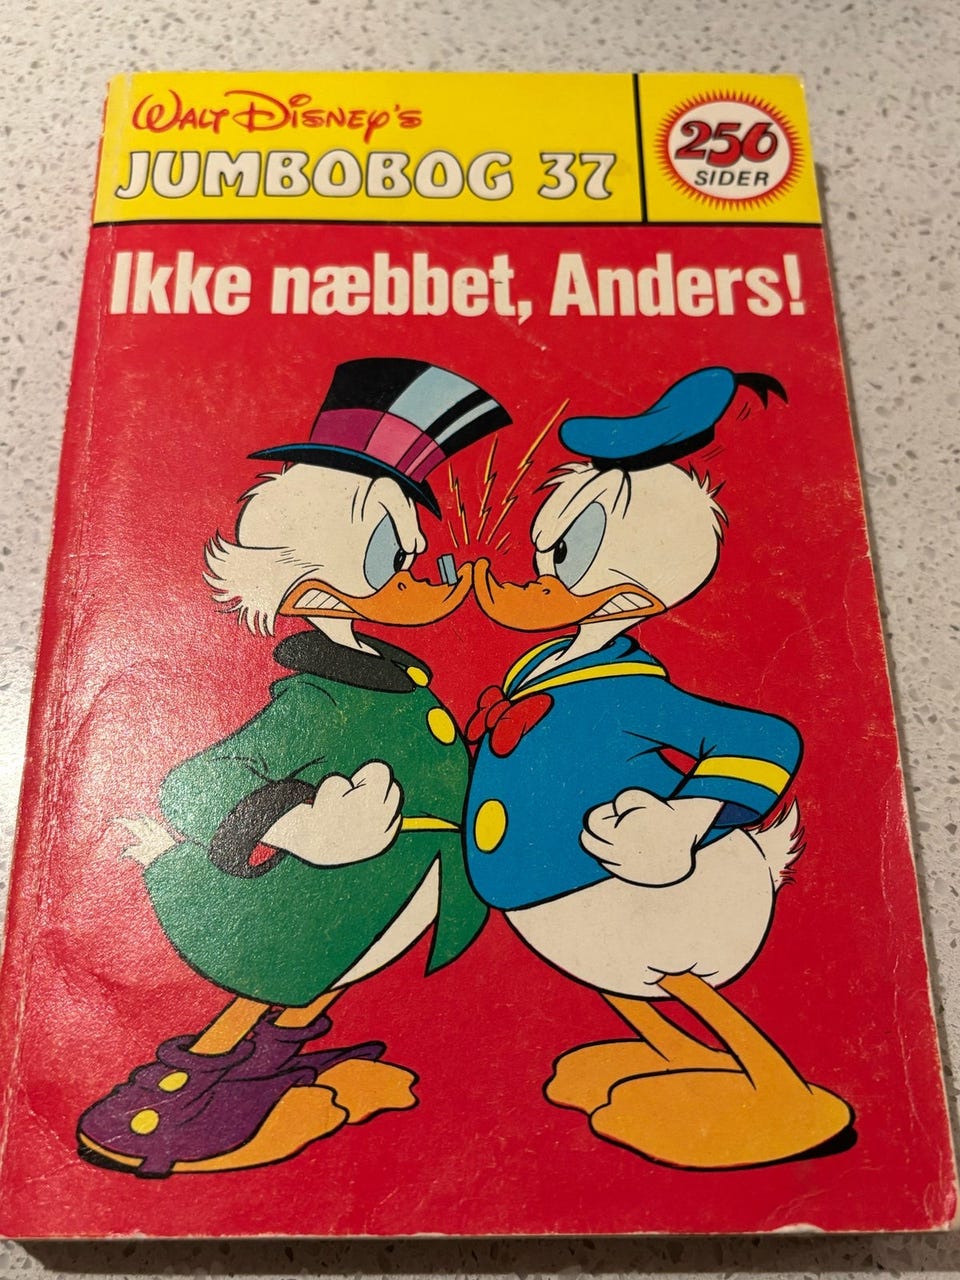 WALT DISNEY'S
JUMBOBOG 37
256
SIDER
Ikke næbbet, Anders!